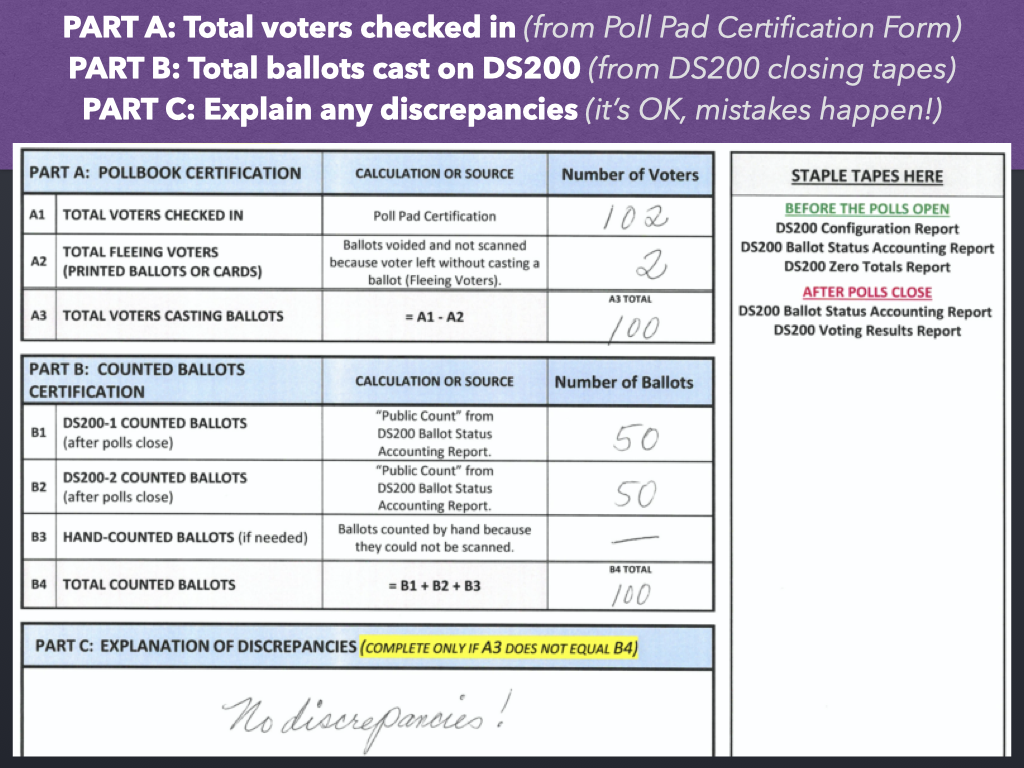 PART A: Total voters checked in (from Poll Pad Certification Form)
PART B: Total ballots cast on DS200 (from DS200 closing tapes)
PART C: Explain any discrepancies (it's OK, mistakes happen!)
PART A: POLLBOOK CERTIFICATION
CALCULATION OR SOURCE
Number of Voters
A1
TOTAL VOTERS CHECKED IN
Poll Pad Certification
102
A2
TOTAL FLEEING VOTERS
(PRINTED BALLOTS OR CARDS)
Ballots voided and not scanned
because voter left without casting a
ballot (Fleeing Voters).
2
A3
TOTAL VOTERS CASTING BALLOTS
= A1 - A2
A3 TOTAL
100
PART B: COUNTED BALLOTS
CERTIFICATION
CALCULATION OR SOURCE
Number of Ballots
B1
DS200-1 COUNTED BALLOTS
(after polls close)
"Public Count" from
DS200 Ballot Status
Accounting Report.
50
B2
DS200-2 COUNTED BALLOTS
(after polls close)
"Public Count" from
DS200 Ballot Status
Accounting Report.
50
B3
HAND-COUNTED BALLOTS (if needed)
Ballots counted by hand because
they could not be scanned.
—
B4
TOTAL COUNTED BALLOTS
= B1 + B2 + B3
B4 TOTAL
100
PART C: EXPLANATION OF DISCREPANCIES (COMPLETE ONLY IF A3 DOES NOT EQUAL B4)
No discrepancies!
STAPLE TAPES HERE
BEFORE THE POLLS OPEN
DS200 Configuration Report
DS200 Ballot Status Accounting Report
DS200 Zero Totals Report
AFTER POLLS CLOSE
DS200 Ballot Status Accounting Report
DS200 Voting Results Report